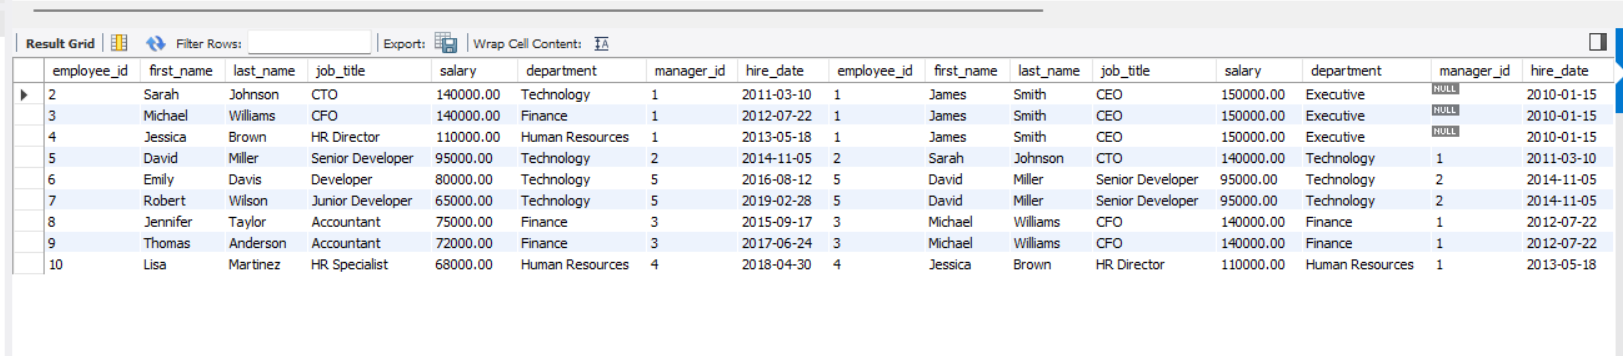 Result Grid Filter Rows: Export: Wrap Cell Content: IA
employee_id first_name last_name job_title salary department manager_id hire_date employee_id first_name last_name job_title salary department manager_id hire_date
2 Sarah Johnson CTO 140000.00 Technology 1 2011-03-10 1 James Smith CEO 150000.00 Executive NULL 2010-01-15
3 Michael Williams CFO 140000.00 Finance 1 2012-07-22 1 James Smith CEO 150000.00 Executive NULL 2010-01-15
4 Jessica Brown HR Director 110000.00 Human Resources 1 2013-05-18 1 James Smith CEO 150000.00 Executive NULL 2010-01-15
5 David Miller Senior Developer 95000.00 Technology 2 2014-11-05 2 Sarah Johnson CTO 140000.00 Technology 1 2011-03-10
6 Emily Davis Developer 80000.00 Technology 5 2016-08-12 5 David Miller Senior Developer 95000.00 Technology 2 2014-11-05
7 Robert Wilson Junior Developer 65000.00 Technology 5 2019-02-28 5 David Miller Senior Developer 95000.00 Technology 2 2014-11-05
8 Jennifer Taylor Accountant 75000.00 Finance 3 2015-09-17 3 Michael Williams CFO 140000.00 Finance 1 2012-07-22
9 Thomas Anderson Accountant 72000.00 Finance 3 2017-06-24 3 Michael Williams CFO 140000.00 Finance 1 2012-07-22
10 Lisa Martinez HR Specialist 68000.00 Human Resources 4 2018-04-30 4 Jessica Brown HR Director 110000.00 Human Resources 1 2013-05-18